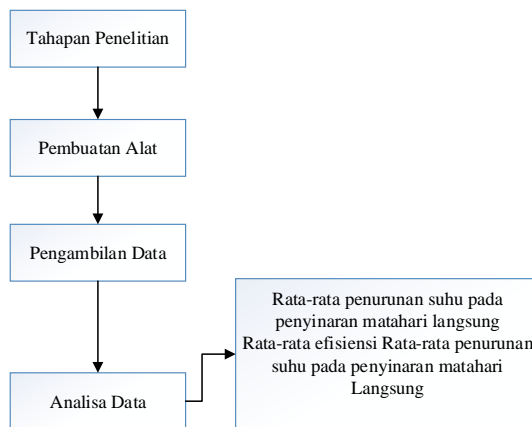 Tahapan Penelitian
Pembuatan Alat
Pengambilan Data
Analisa Data
Rata-rata penurunan suhu pada
penyinaran matahari langsung
Rata-rata efisiensi Rata-rata penurunan
suhu pada penyinaran matahari
Langsung